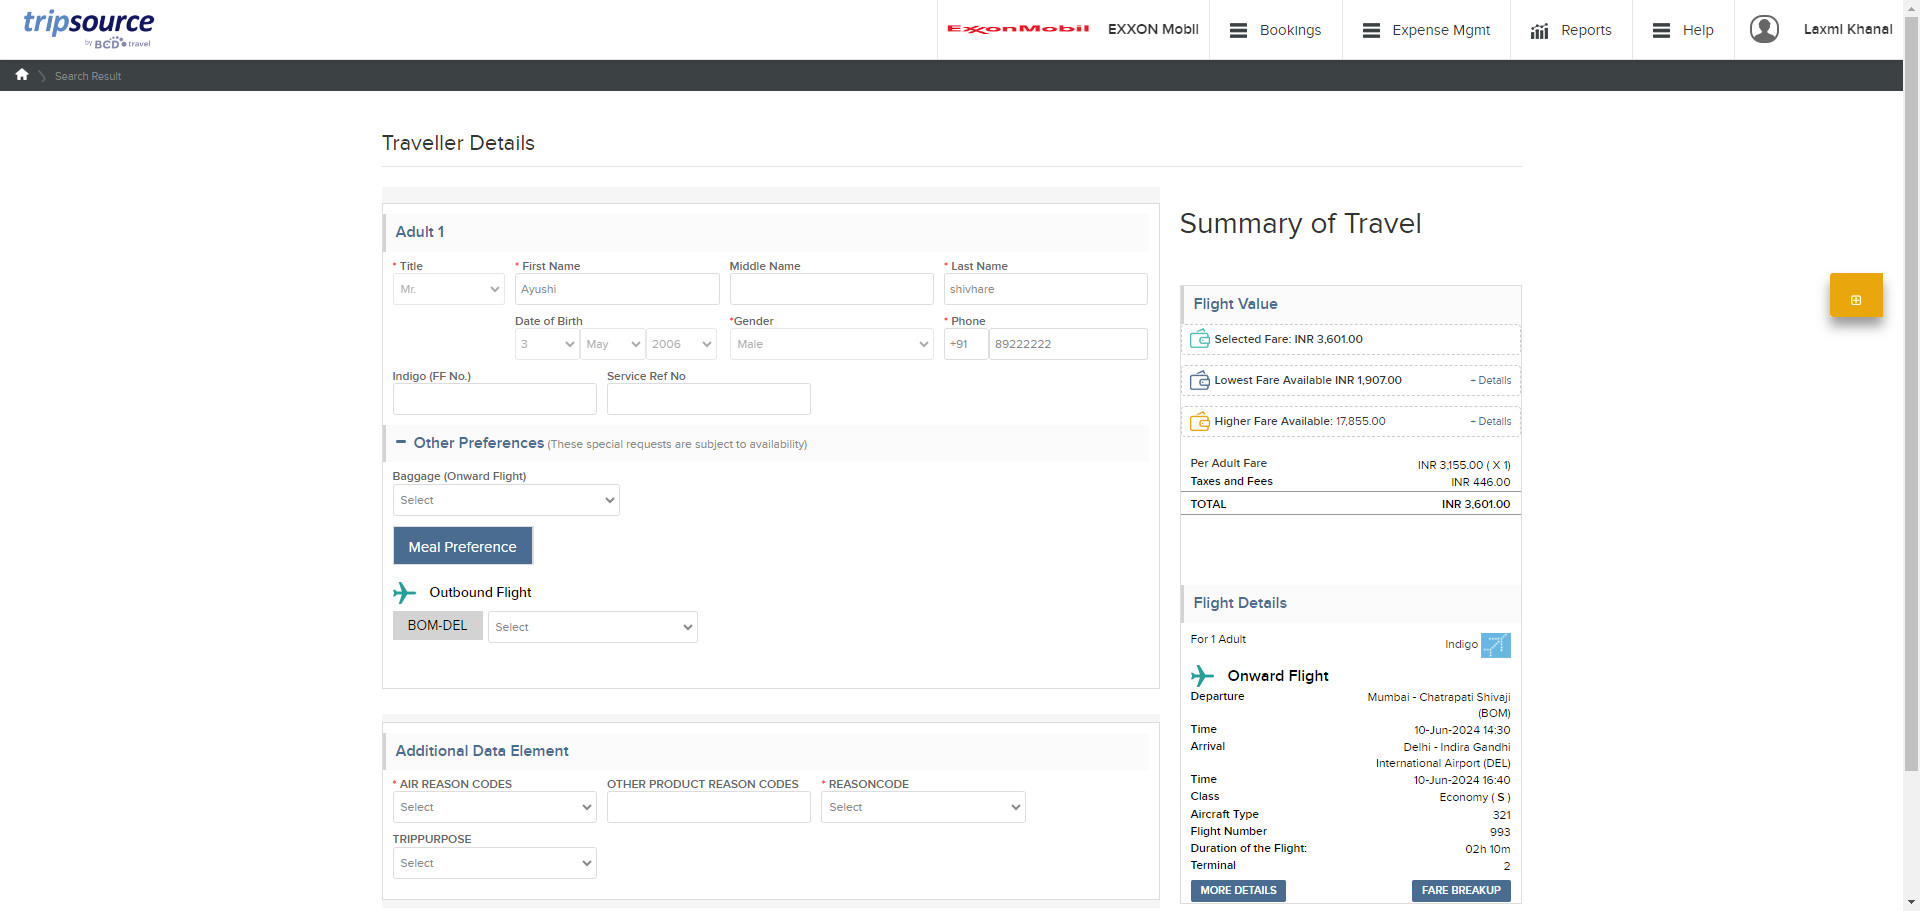 tripsource
by BCD travel
ExxonMobil
EXXON MobIl
Bookings
Expense Mgmt
Reports
Help
LaxmI Khanal
Search Result
Traveller Details
Adult 1
* Title
* First Name
Middle Name
* Last Name
Mr.
Ayushi
shivhare
Date of Birth
*Gender
* Phone
3
May
2006
Male
+91
89222222
Indigo (FF No.)
Service Ref No
Other Preferences (These special requests are subject to availability)
Baggage (Onward Flight)
Select
Meal Preference
Outbound Flight
BOM-DEL
Select
Additional Data Element
* AIR REASON CODES
OTHER PRODUCT REASON CODES
* REASONCODE
Select
Select
TRIPPURPOSE
Select
Summary of Travel
Flight Value
Selected Fare: INR 3,601.00
Lowest Fare Available INR 1,907.00
+ Details
Higher Fare Available: 17,855.00
+ Details
Per Adult Fare
INR 3,155.00 ( X 1)
Taxes and Fees
INR 446.00
TOTAL
INR 3,601.00
Flight Details
For 1 Adult
Indigo
Onward Flight
Departure
Mumbai - Chatrapati Shivaji
(BOM)
Time
10-Jun-2024 14:30
Arrival
Delhi - Indira Gandhi
International Airport (DEL)
Time
10-Jun-2024 16:40
Class
Economy ( S )
Aircraft Type
321
Flight Number
993
Duration of the Flight:
02h 10m
Terminal
2
MORE DETAILS
FARE BREAKUP